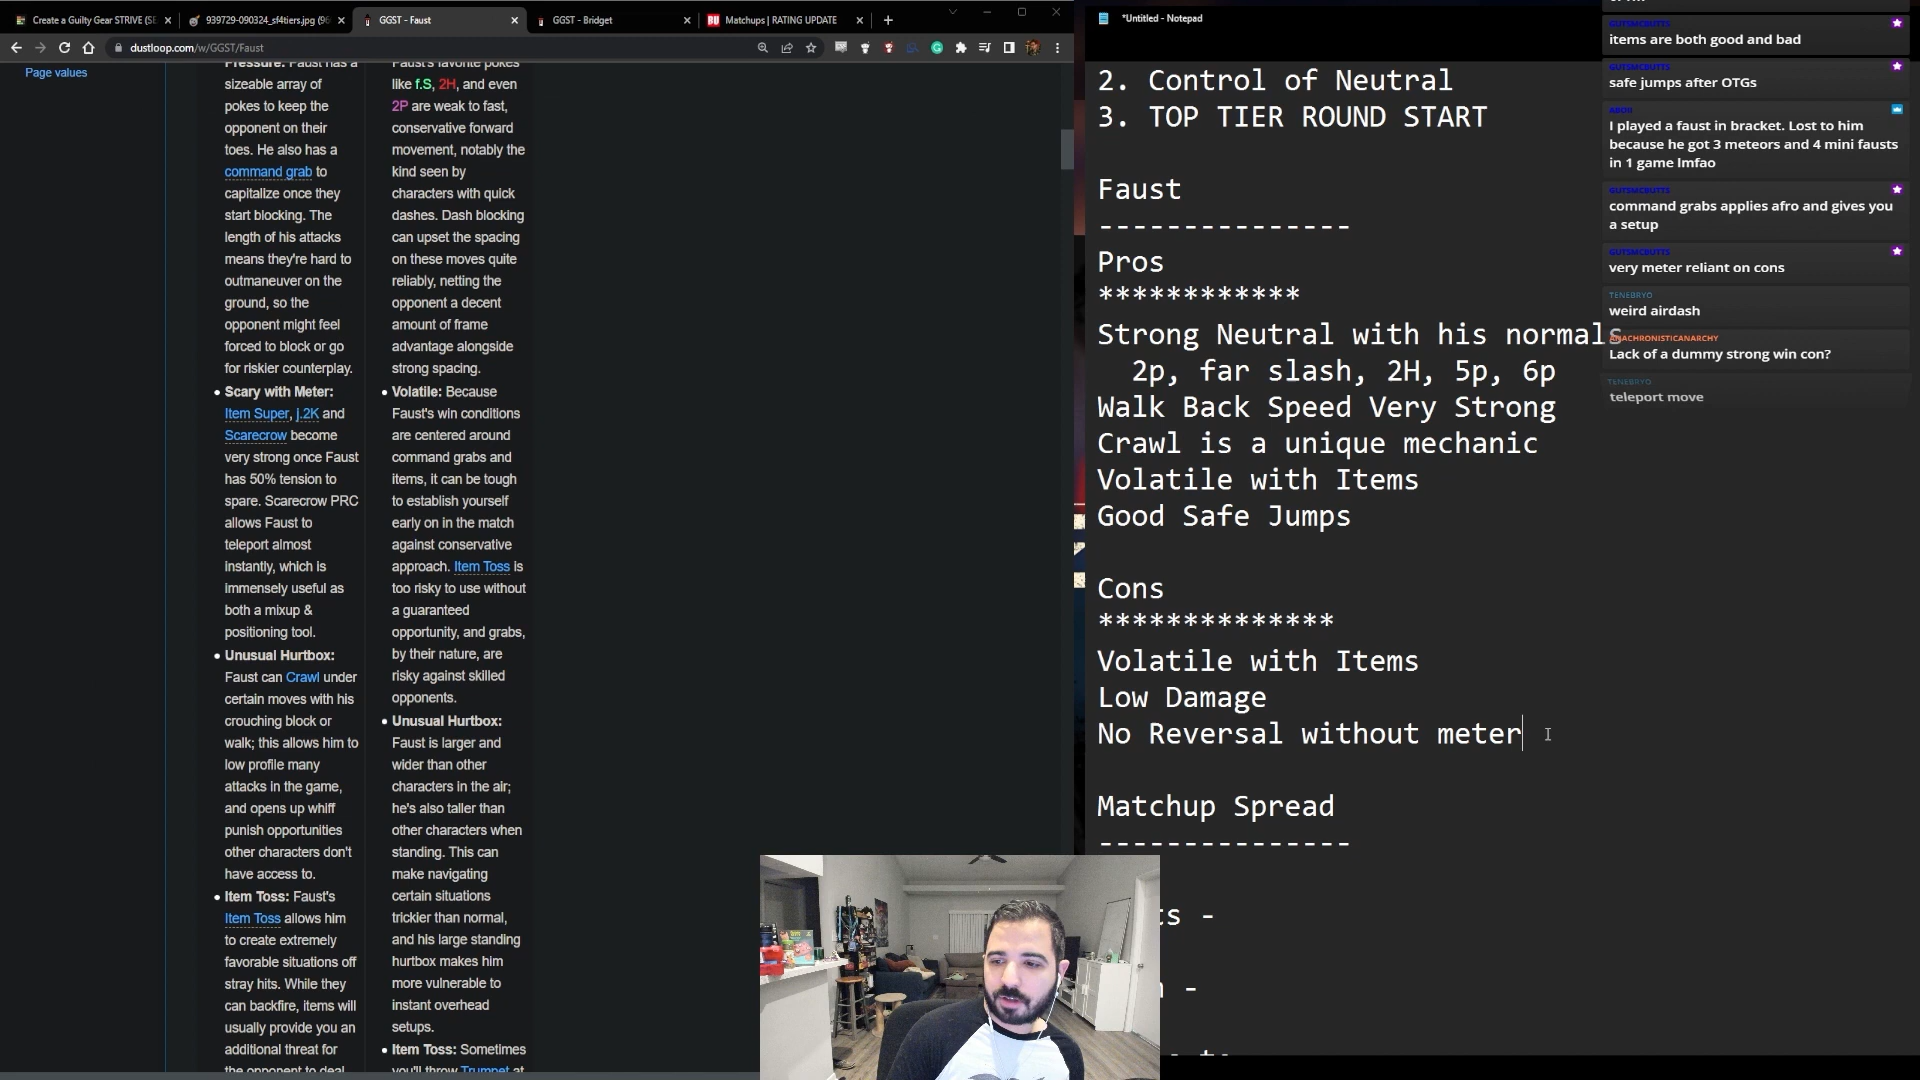 Create a Guilty Gear STRIVE (SE
939729-090324_sf4tiers.jpg (96
GGST - Faust
GGST - Bridget
Matchups | RATING UPDATE
dustloop.com/w/GGST/Faust
Page values
Pressure: Faust has a
sizeable array of
pokes to keep the
opponent on their
toes. He also has a
command grab to
capitalize once they
start blocking. The
length of his attacks
means they're hard to
outmaneuver on the
ground, so the
opponent might feel
forced to block or go
for riskier counterplay.
Scary with Meter:
Item Super, j.2K and
Scarecrow become
very strong once Faust
has 50% tension to
spare. Scarecrow PRC
allows Faust to
teleport almost
instantly, which is
immensely useful as
both a mixup &
positioning tool.
Unusual Hurtbox:
Faust can Crawl under
certain moves with his
crouching block or
walk; this allows him to
low profile many
attacks in the game,
and opens up whiff
punish opportunities
other characters don't
have access to.
Item Toss: Faust's
Item Toss allows him
to create extremely
favorable situations off
stray hits. While they
can backfire, items will
usually provide you an
additional threat for
the opponent to deal
Faust's favorite pokes
like f.S, 2H, and even
2P are weak to fast,
conservative forward
movement, notably the
kind seen by
characters with quick
dashes. Dash blocking
can upset the spacing
on these moves quite
reliably, netting the
opponent a decent
amount of frame
advantage alongside
strong spacing.
Volatile: Because
Faust's win conditions
are centered around
command grabs and
items, it can be tough
to establish yourself
early on in the match
against conservative
approach. Item Toss is
too risky to use without
a guaranteed
opportunity, and grabs,
by their nature, are
risky against skilled
opponents.
Unusual Hurtbox:
Faust is larger and
wider than other
characters in the air;
he's also taller than
other characters when
standing. This can
make navigating
certain situations
trickier than normal,
and his large standing
hurtbox makes him
more vulnerable to
instant overhead
setups.
Item Toss: Sometimes
you'll throw Trumpet at
*Untitled - Notepad
2. Control of Neutral
3. TOP TIER ROUND START
Faust
---------------
Pros
************
Strong Neutral with his normals
2p, far slash, 2H, 5p, 6p
Walk Back Speed Very Strong
Crawl is a unique mechanic
Volatile with Items
Good Safe Jumps
Cons
**************
Volatile with Items
Low Damage
No Reversal without meter
Matchup Spread
---------------
ts -
-
GUTSMCBUTTS
items are both good and bad
GUTSMCBUTTS
safe jumps after OTGs
I played a faust in bracket. Lost to him
because he got 3 meteors and 4 mini fausts
in 1 game lmfao
GUTSMCBUTTS
command grabs applies afro and gives you
a setup
GUTSMCBUTTS
very meter reliant on cons
TENEBRYO
weird airdash
ANACHRONISTICANARCHY
Lack of a dummy strong win con?
TENEBRYO
teleport move